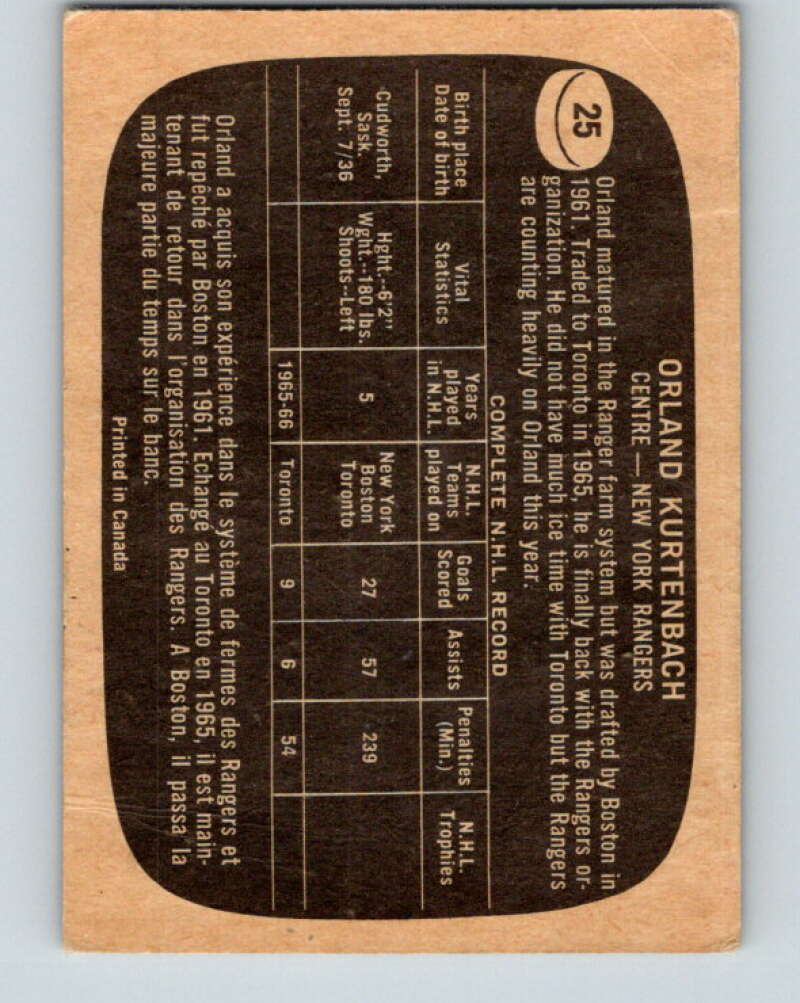 25
ORLAND KURTENBACH
CENTRE — NEW YORK RANGERS
Orland matured in the Ranger farm system but was drafted by Boston in
1961. Traded to Toronto in 1965, he is finally back with the Rangers or-
ganization. He did not have much ice time with Toronto but the Rangers
are counting heavily on Orland this year.
COMPLETE N.H.L. RECORD
Birth place
Date of birth
Vital
Statistics
Years
played
in N.H.L.
N.H.L.
Teams
played on
Goals
Scored
Assists
Penalties
(Min.)
N.H.L.
Trophies
Cudworth,
Sask.
Sept. 7/36
Hght.--6'2"
Wght.--180 lbs.
Shoots--Left
5
New York
Boston
Toronto
27
57
239
1965-66
Toronto
9
6
54
Orland a acquis son expérience dans le système de fermes des Rangers et
fut repêché par Boston en 1961. Echangé au Toronto en 1965, il est main-
tenant de retour dans l'organisation des Rangers. A Boston, il passa la
majeure partie du temps sur le banc.
Printed in Canada